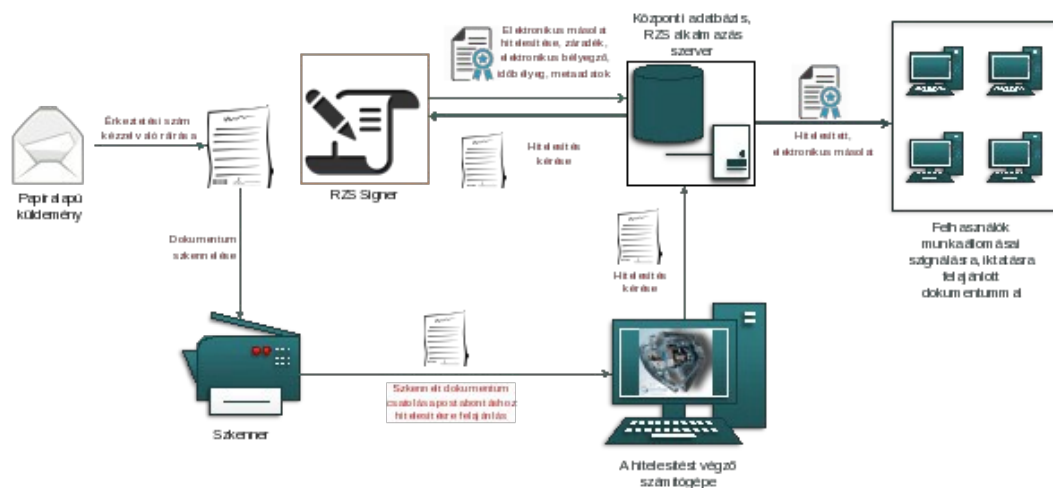 Központi adatbázis,
RZS alkalmazás
szerver
Elektronikus másolat
hitelesítése, záradék,
elektronikus bélyegző,
időbélyeg, metaadatok
Érkeztetési szám
kézzel való ráírása
Hitelesített,
elektronikus másolat
Hitelesítés
kérése
Papíralapú
küldemény
RZS Signer
Felhasználók
munkaállomásai
szignálásra, iktatásra
felajánlott
dokumentummal
Dokumentum
szkennelése
Hitelesítés
kérése
Szkennelt dokumentum
csatolása postabontáshoz
hitelesítésre felajánlás
Szkenner
A hitelesítést végző
számítógépe